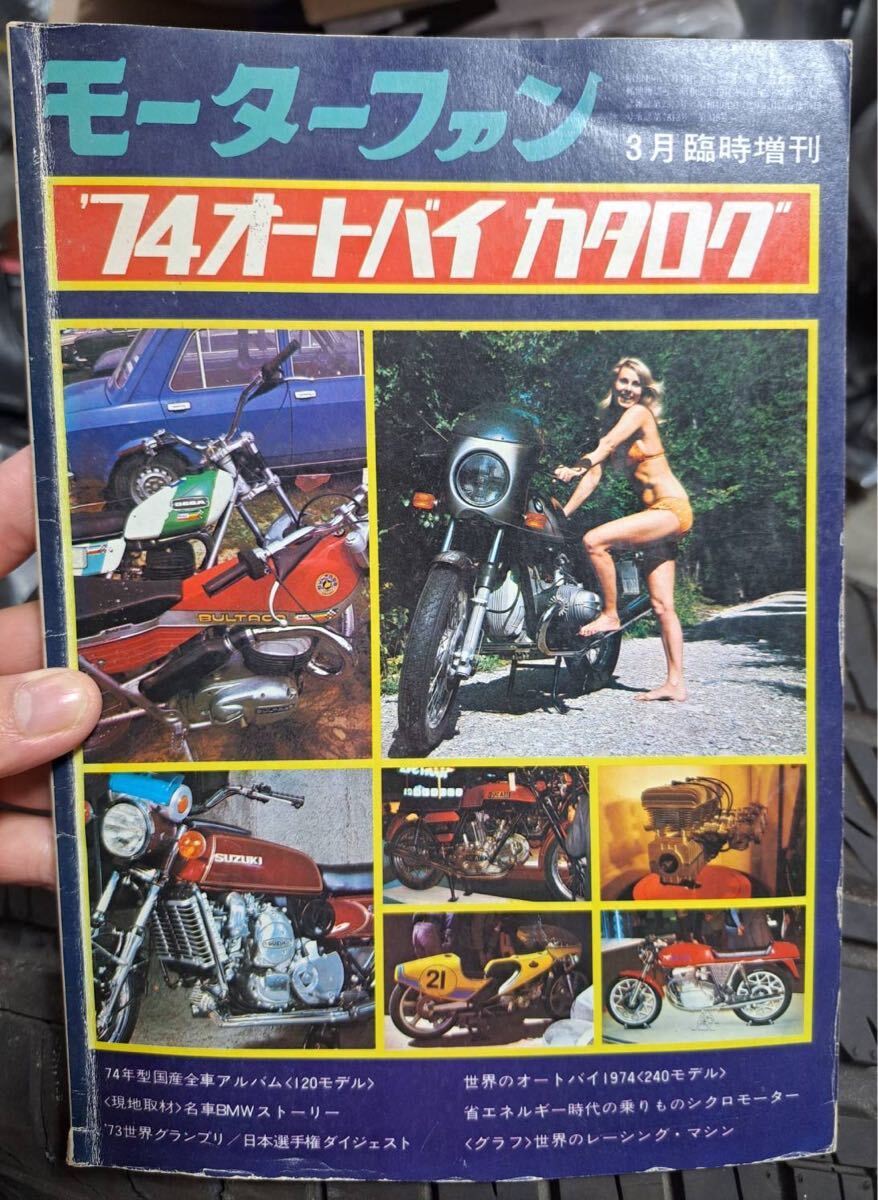 モーターファン
3月臨時増刊
'74オートバイ カタログ"
OSSA
BULTACO
SUZUKI
SUZUKI
DUCATI
21
74年型国産全車アルバム〈120モデル〉
〈現地取材〉名車BMWストーリー
'73世界グランプリ/日本選手権ダイジェスト
世界のオートバイ1974〈240モデル〉
省エネルギー時代の乗りものシクロモーター
〈グラフ〉世界のレーシング・マシン